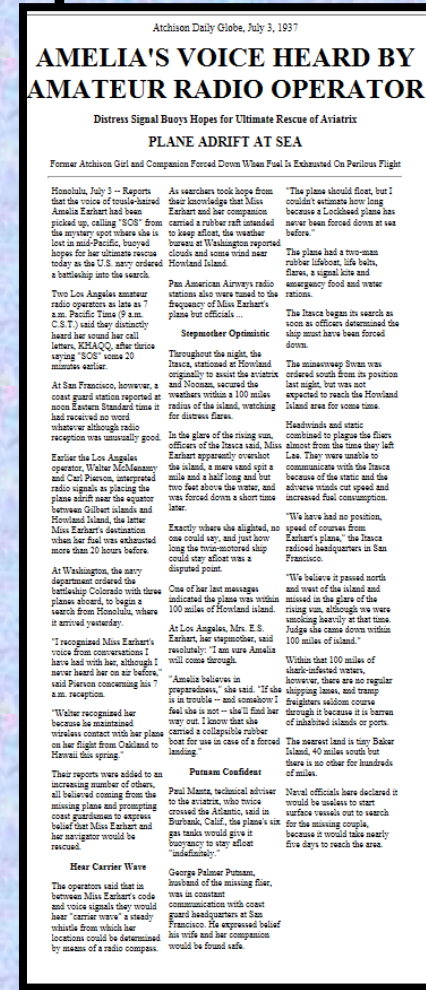 Atchison Daily Globe, July 3, 1937
AMELIA'S VOICE HEARD BY
AMATEUR RADIO OPERATOR
Distress Signal Buoys Hopes for Ultimate Rescue of Aviatrix
PLANE ADRIFT AT SEA
Former Atchison Girl and Companion Forced Down When Fuel Is Exhausted On Perilous Flight
Honolulu, July 3 -- Reports
that the voice of tousle-haired
Amelia Earhart had been
picked up, calling "SOS" from
the mystery spot where she is
lost in mid-Pacific, buoyed
hopes for her ultimate rescue
today as the U.S. navy ordered
a battleship into the search.
Two Los Angeles amateur
radio operators as late as 7
a.m. Pacific Time (9 a.m.
C.S.T.) said they distinctly
heard her sound her call
letters, KHAQQ, after thrice
saying "SOS" some 20
minutes earlier.
At San Francisco, however, a
coast guard station reported at
noon Eastern Standard time it
had received no word
whatever although radio
reception was unusually good.
Earlier the Los Angeles
operator, Walter McMenamy
and Carl Pierson, interpreted
radio signals as placing the
plane adrift near the equator
between Gilbert islands and
Howland Island, the latter
Miss Earhart's destination
when her fuel was exhausted
more than 20 hours before.
At Washington, the navy
department ordered the
battleship Colorado with three
planes aboard, to begin a
search from Honolulu, where
it arrived yesterday.
"I recognized Miss Earhart's
voice from conversations I
have had with her, although I
never heard her on air before,"
said Pierson concerning his 7
a.m. reception.
"Walter recognized her
because he maintained
wireless contact with her plane
on her flight from Oakland to
Hawaii this spring."
Their reports were added to an
increasing number of others,
all believed coming from the
missing plane and prompting
coast guardsmen to express
belief that Miss Earhart and
her navigator would be
rescued.
Hear Carrier Wave
The operators said that in
between Miss Earhart's code
and voice signals they would
hear "carrier wave" a steady
whistle from which her
locations could be determined
by means of a radio compass.
As searchers took hope from
their knowledge that Miss
Earhart and her companion
carried a rubber raft intended
to keep afloat, the weather
bureau at Washington reported
clouds and some wind near
Howland Island.
Pan American Airways radio
stations also were tuned to the
frequency of Miss Earhart's
plane but officials ...
Stepmother Optimistic
Throughout the night, the
Itasca, stationed at Howland
originally to assist the aviatrix
and Noonan, secured the
weathers within a 100 miles
radius of the island, watching
for distress flares.
In the glare of the rising sun,
officers of the Itasca said, Miss
Earhart apparently overshot
the island, a mere sand spit a
mile and a half long and but
two feet above the water, and
was forced down a short time
later.
Exactly where she alighted, no
one could say, and just how
long the twin-motored ship
could stay afloat was a
disputed point.
One of her last messages
indicated the plane was within
100 miles of Howland island.
At Los Angeles, Mrs. E.S.
Earhart, her stepmother, said
resolutely: "I am sure Amelia
will come through.
"Amelia believes in
preparedness," she said. "If she
is in trouble -- and somehow I
feel she is not -- she'll find her
way out. I know that she
carried a collapsible rubber
boat for use in case of a forced
landing."
Putnam Confident
Paul Mantz, technical adviser
to the aviatrix, who twice
crossed the Atlantic, said in
Burbank, Calif., the plane's six
gas tanks would give it
buoyancy to stay afloat
"indefinitely."
George Palmer Putnam,
husband of the missing flier,
was in constant
communication with coast
guard headquarters at San
Francisco. He expressed belief
his wife and her companion
would be found safe.
"The plane should float, but I
couldn't estimate how long
because a Lockheed plane has
never been forced down at sea
before."
The plane had a two-man
rubber lifeboat, life belts,
flares, a signal kite and
emergency food and water
rations.
The Itasca began its search as
soon as officers determined the
ship must have been forced
down.
The minesweep Swan was
ordered south from its position
last night, but was not
expected to reach the Howland
Island area for some time.
Headwinds and static
combined to plague the fliers
almost from the time they left
Lae. They were unable to
communicate with the Itasca
because of the static and the
adverse winds cut speed and
increased fuel consumption.
"We have had no position,
speed of courses from
Earhart's plane," the Itasca
radioed headquarters in San
Francisco.
"We believe it passed north
and west of the island and
missed in the glare of the
rising sun, although we were
smoking heavily at that time.
Judge she came down within
100 miles of island."
Within that 100 miles of
shark-infested waters,
however, there are no regular
shipping lanes, and tramp
freighters seldom course
through it because it is barren
of inhabited islands or ports.
The nearest land is tiny Baker
Island, 40 miles south but
there is no other for hundreds
of miles.
Naval officials here declared it
would be useless to start
surface vessels out to search
for the missing couple,
because it would take nearly
five days to reach the area.